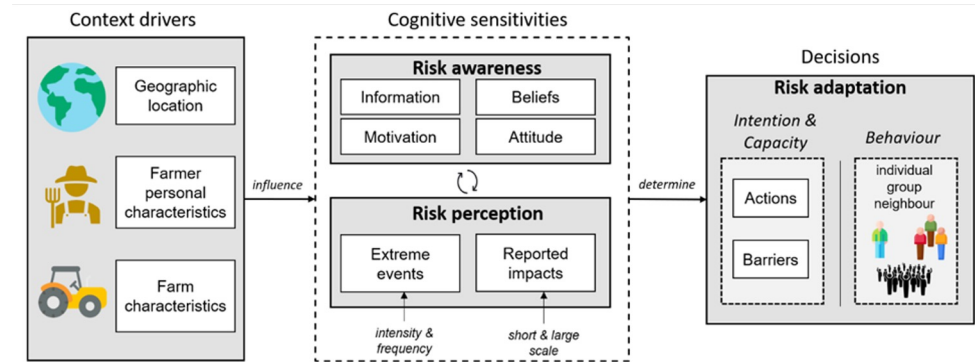 Context drivers
Geographic
location
Farmer
personal
characteristics
Farm
characteristics
influence
Cognitive sensitivities
Risk awareness
Information
Beliefs
Motivation
Attitude
Risk perception
Extreme
events
Reported
impacts
intensity &
frequency
short & large
scale
determine
Decisions
Risk adaptation
Intention &
Capacity
Actions
Barriers
Behaviour
individual
group
neighbour